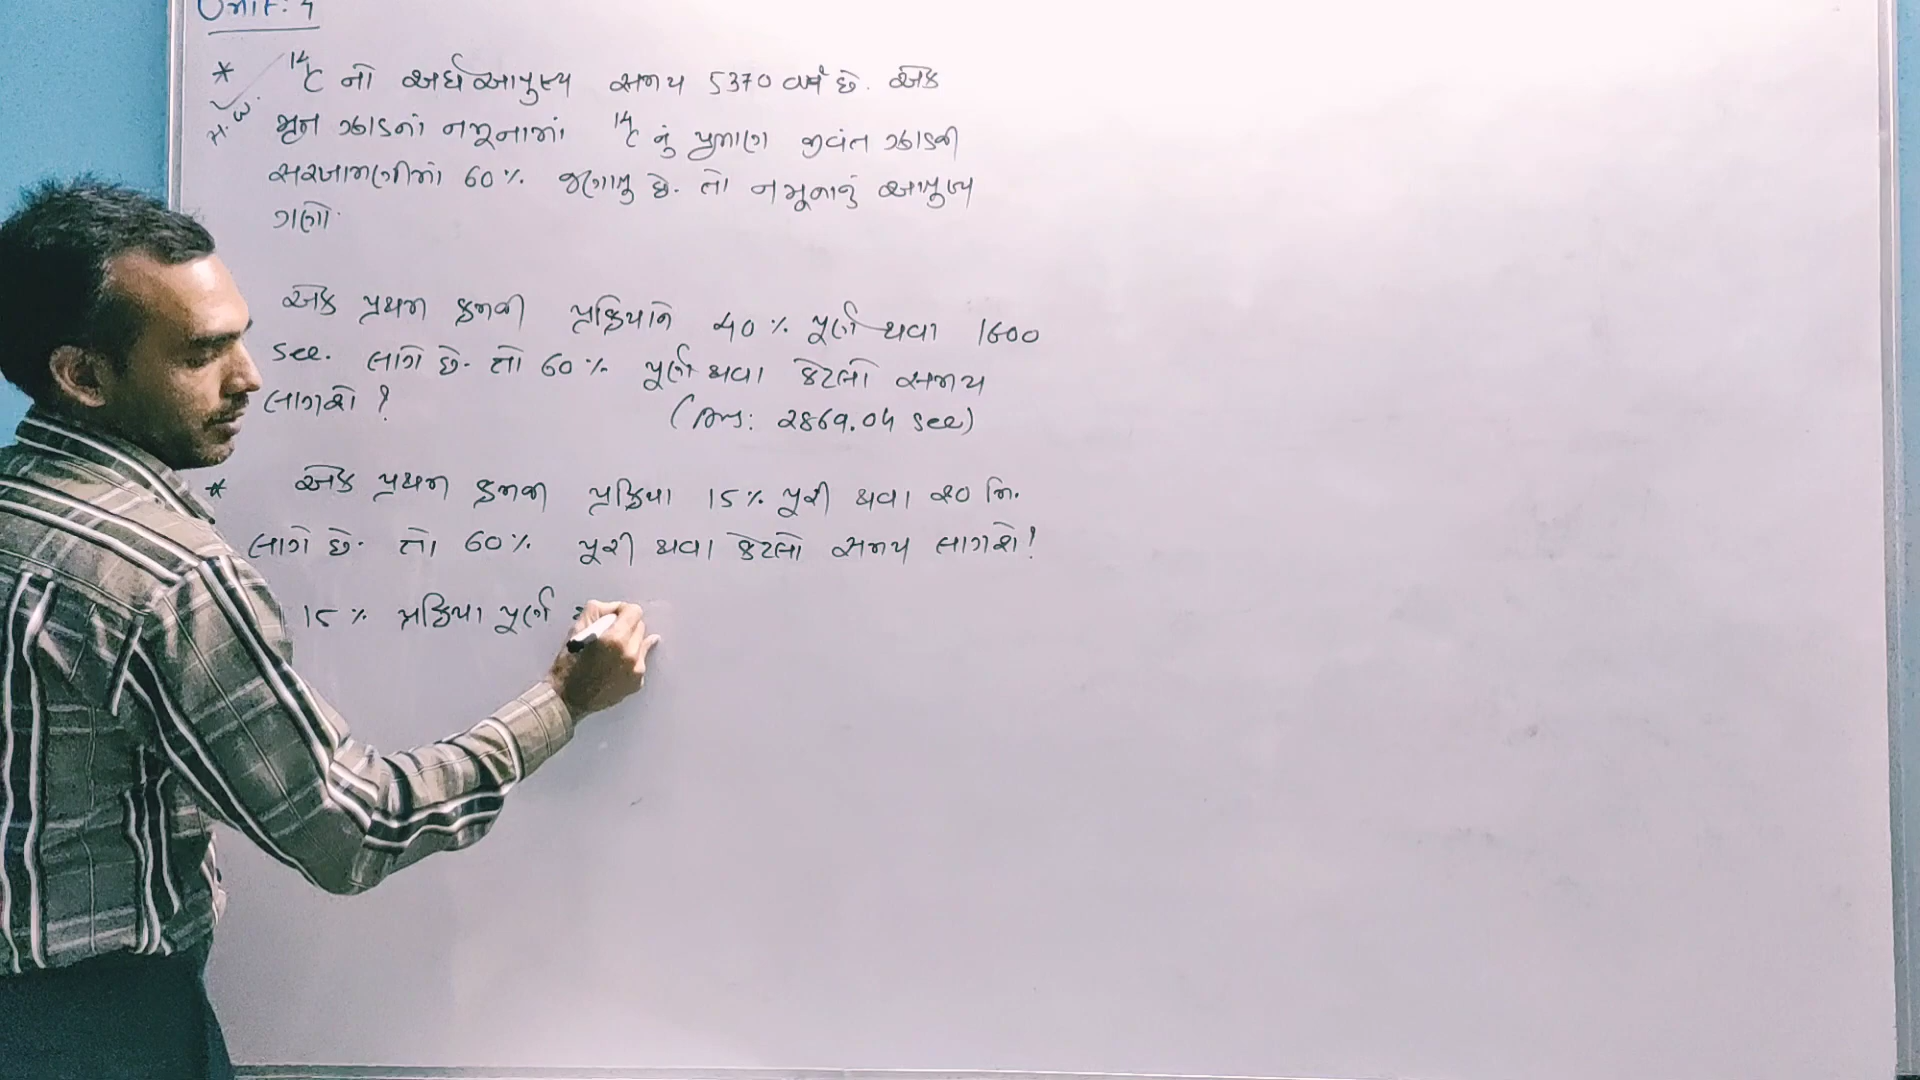 Unit: 4
* ¹⁴C નો અર્ધઆયુષ્ય સમય 5370 વર્ષ છે. એક
મૃત ઝાડનાં નમૂનામાં ¹⁴C નું પ્રમાણ જીવંત ઝાડની
સરખામણીમાં 60% જણાયુ છે. તો નમૂનાનું આયુષ્ય
ગણો.
એક પ્રથમ ક્રમની પ્રક્રિયાને 40% પૂર્ણ થવા 1600
sec. લાગે છે. તો 60% પૂર્ણ થવા કેટલો સમય
લાગશે?
(Ans: 2869.04 sec)
* એક પ્રથમ ક્રમની પ્રક્રિયા 15% પૂરી થવા 20 મિ.
લાગે છે. તો 60% પૂરી થવા કેટલો સમય લાગશે?
15% પ્રક્રિયા પૂર્ણ